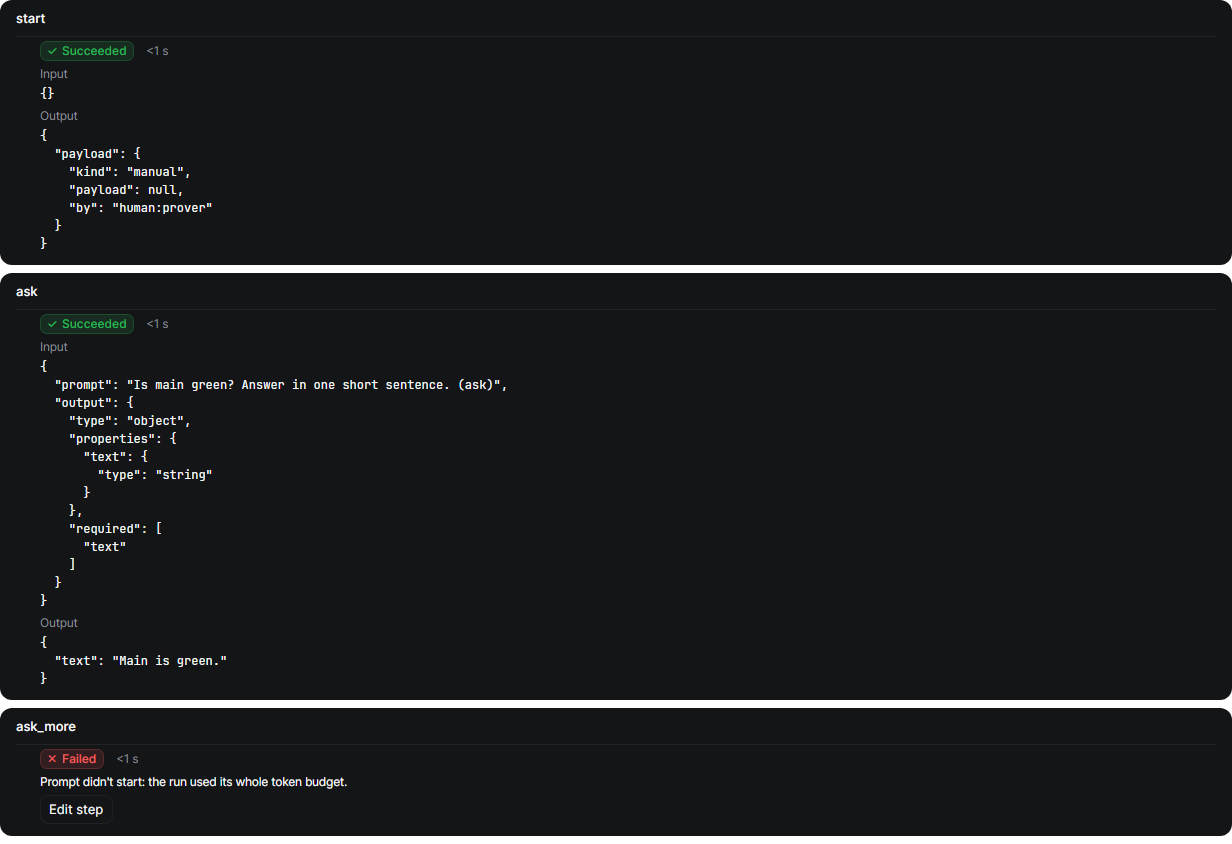 start
Succeeded <1 s
Input
{}
Output
{
  "payload": {
    "kind": "manual",
    "payload": null,
    "by": "human:prover"
  }
}
ask
Succeeded <1 s
Input
{
  "prompt": "Is main green? Answer in one short sentence. (ask)",
  "output": {
    "type": "object",
    "properties": {
      "text": {
        "type": "string"
      }
    },
    "required": [
      "text"
    ]
  }
}
Output
{
  "text": "Main is green."
}
ask_more
Failed <1 s
Prompt didn't start: the run used its whole token budget.
Edit step